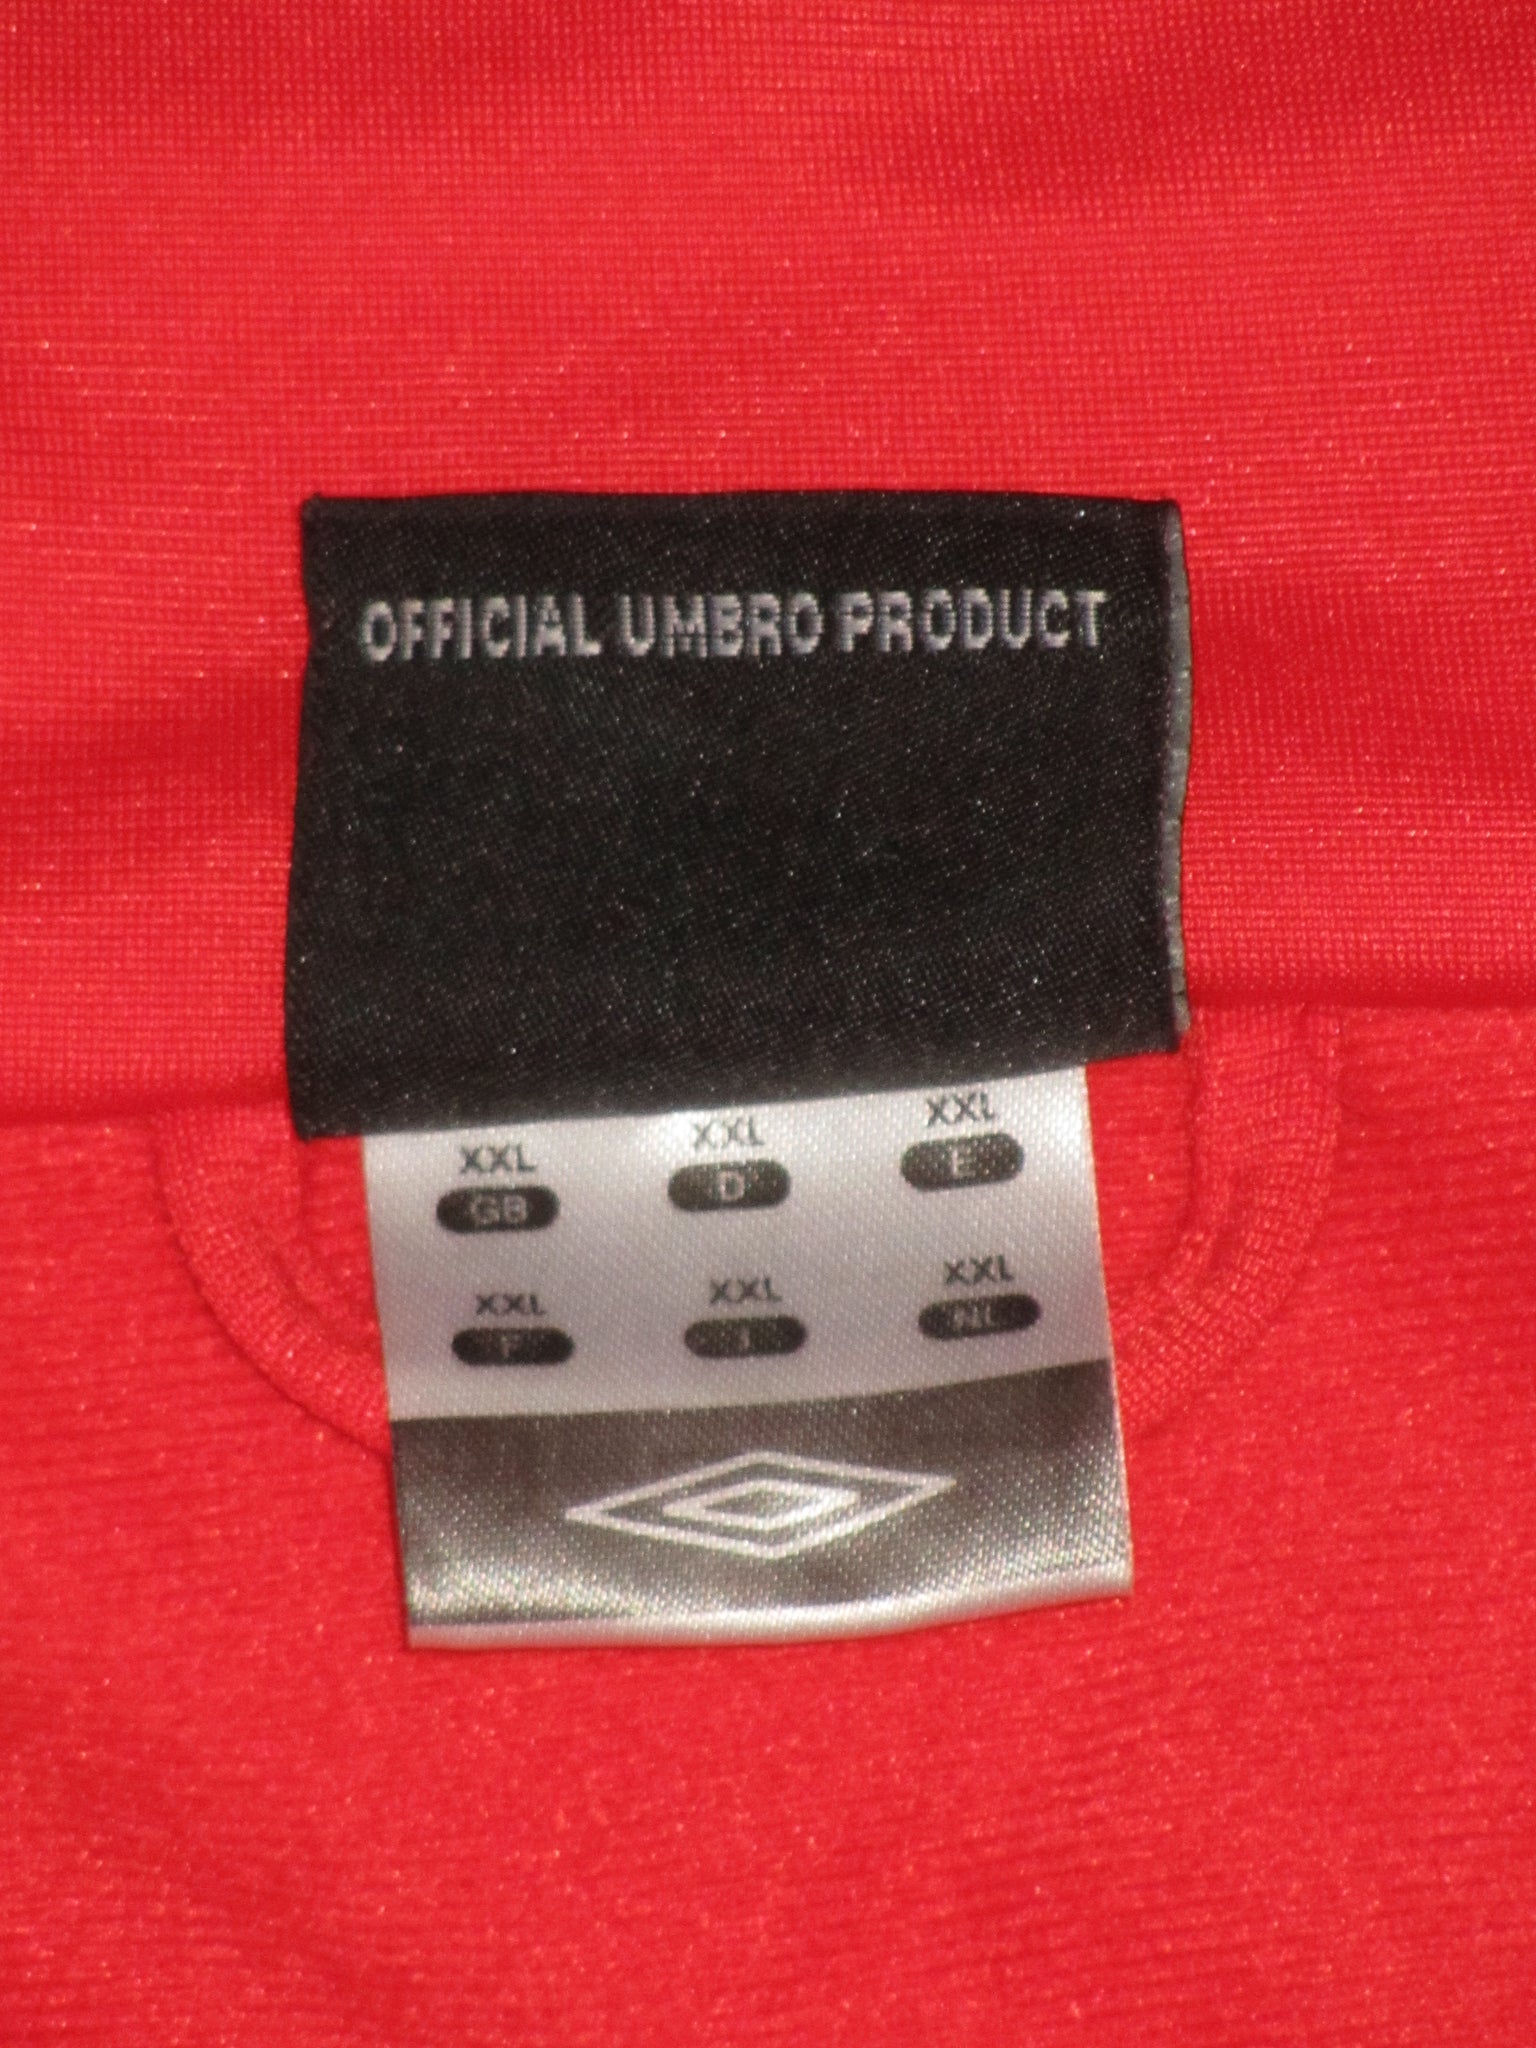 OFFICIAL UMBRO PRODUCT
XXL XXL XXL
GB D E
XXL XXL XXL
F I NL